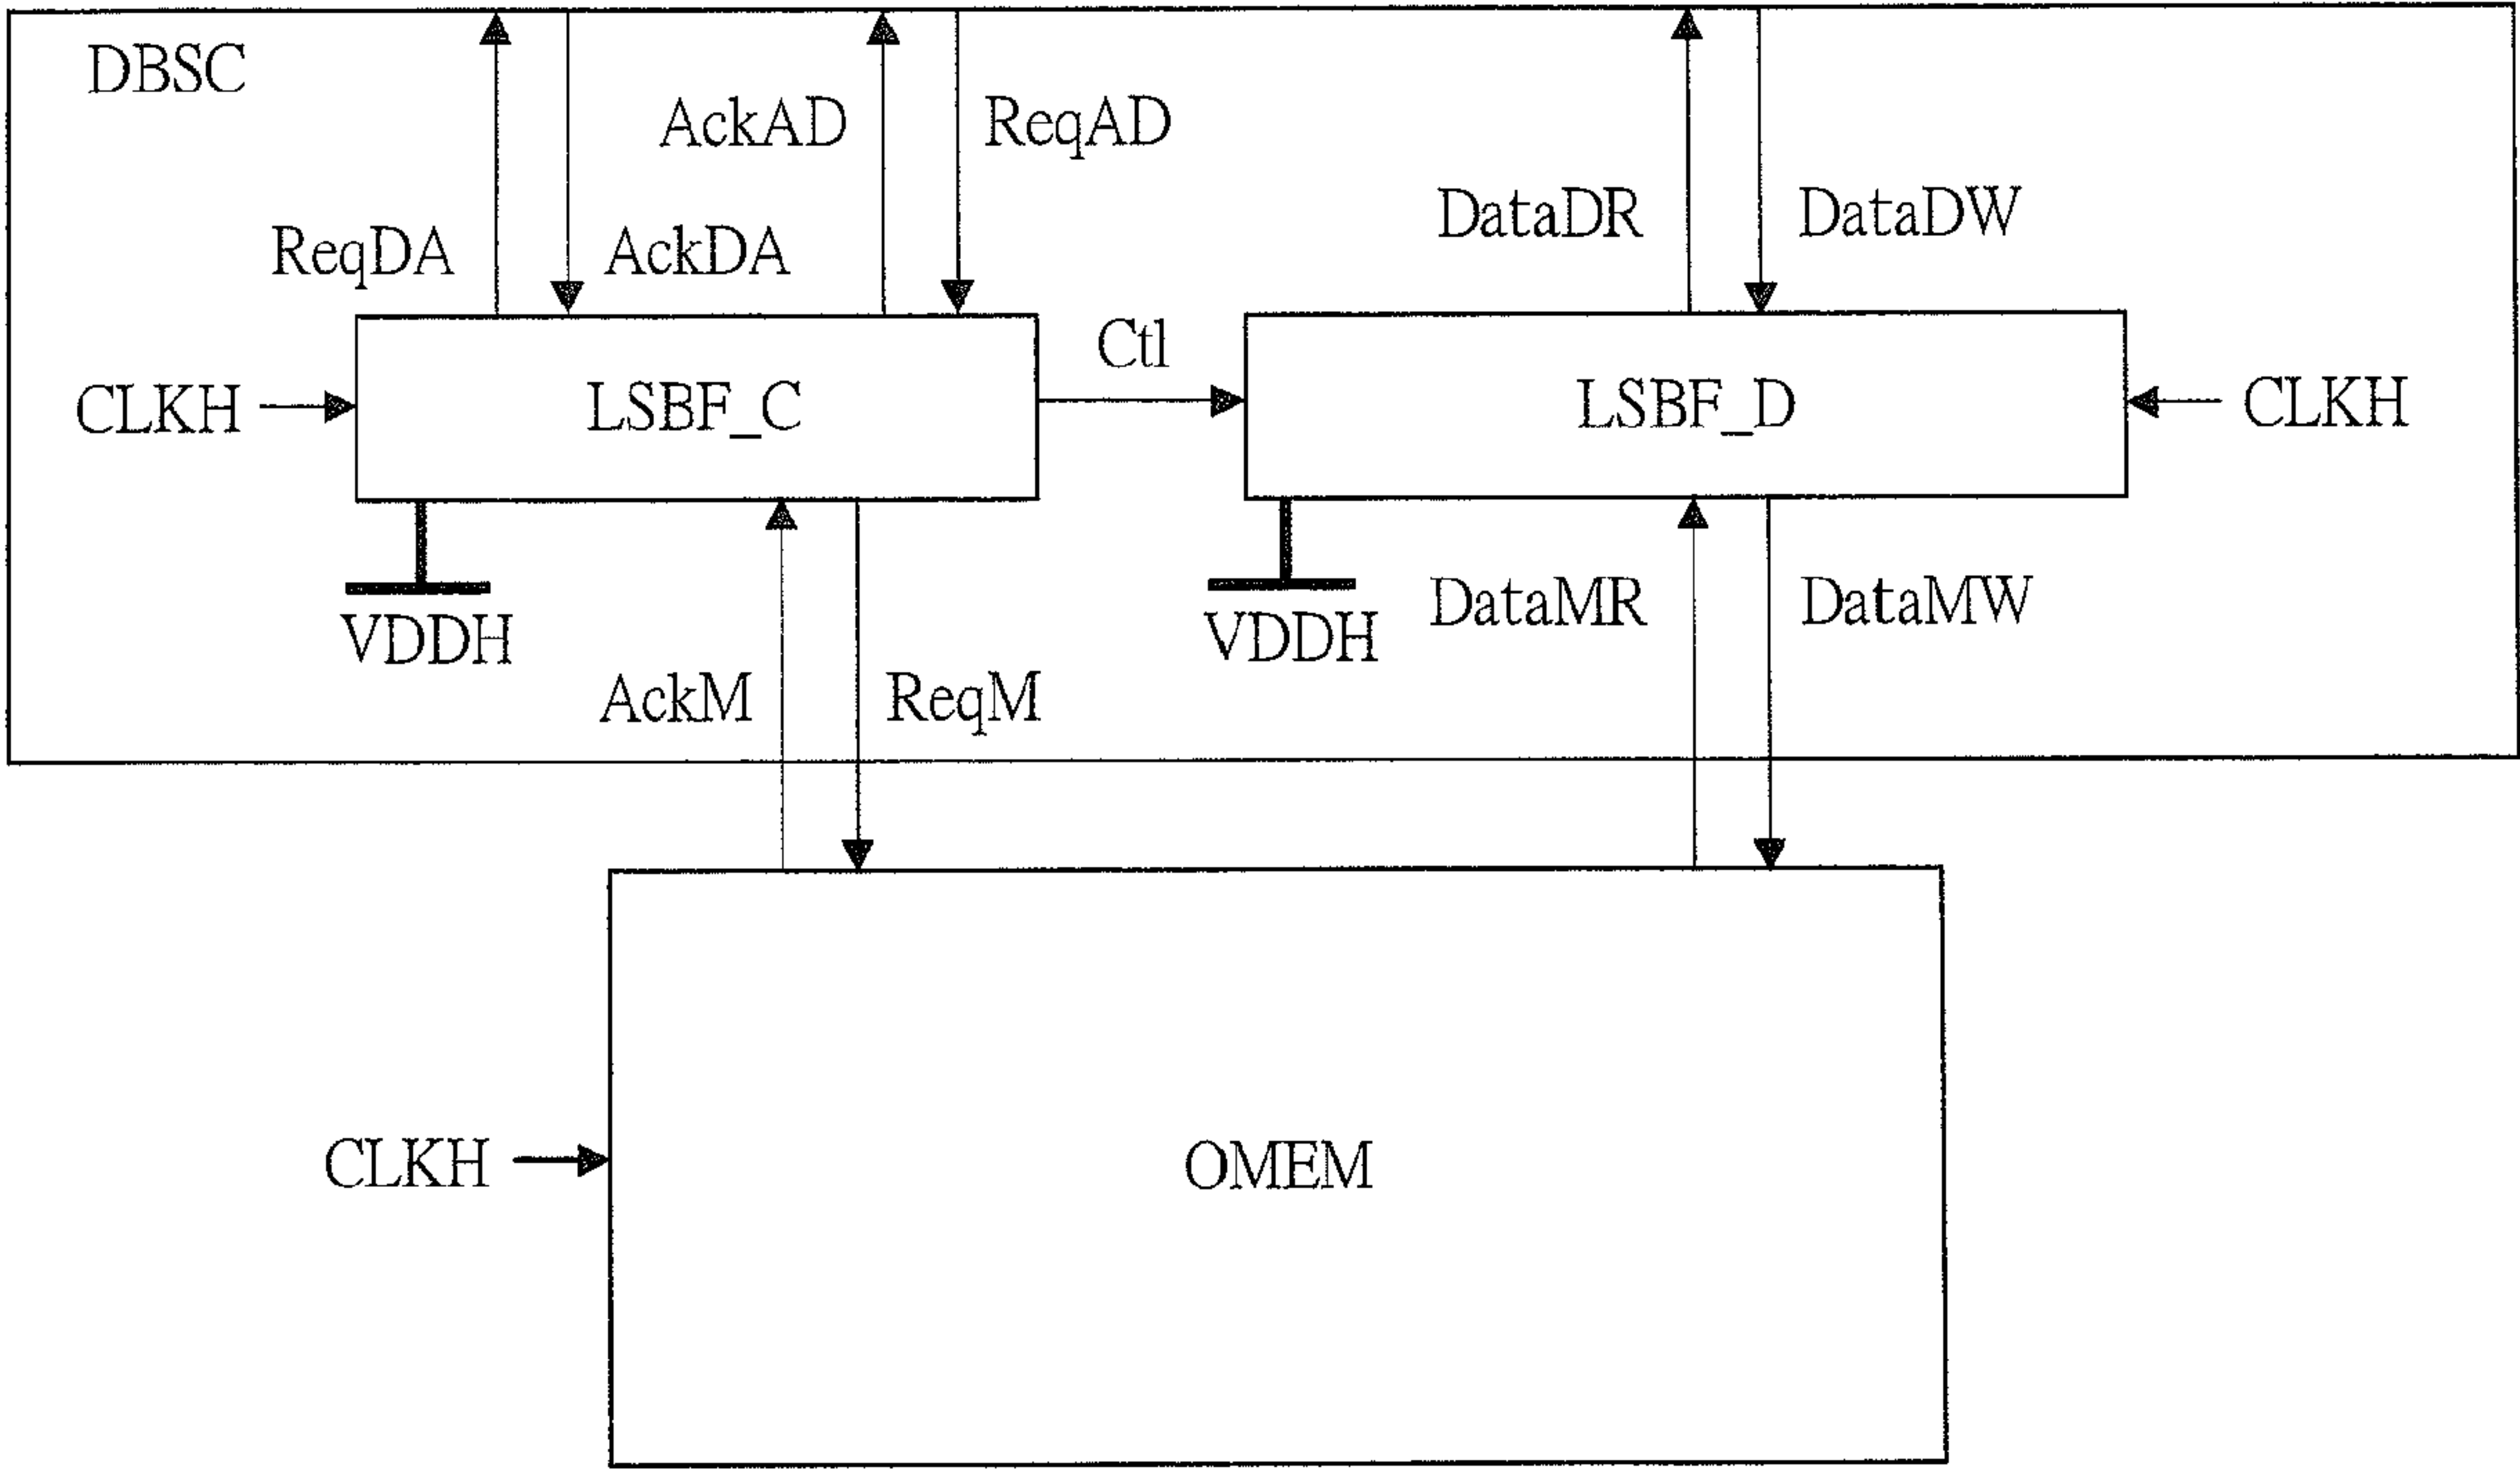 DBSC
AckAD
ReqAD
DataDR
DataDW
ReqDA
AckDA
Ctl
CLKH
LSBF_C
LSBF_D
CLKH
VDDH
VDDH
DataMR
DataMW
AckM
ReqM
CLKH
OMEM